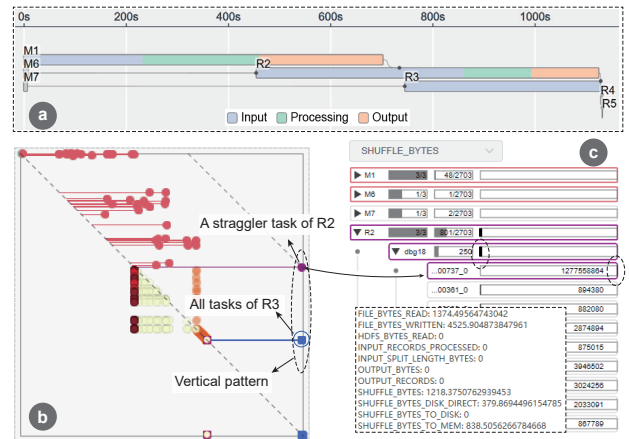 0s 200s 400s 600s 800s 1000s
M1
M6 R2
M7 R3
R4
R5
a Input Processing Output
SHUFFLE_BYTES c
M1 3/3 48/2703
M6 1/3 1/2703
M7 1/3 2/2703
R2 3/3 801/2703
A straggler task of R2
dbg18 250
...00737_0 1277558864
...00361_0 894380
All tasks of R3
882080
FILE_BYTES_READ: 1374.49564743042
FILE_BYTES_WRITTEN: 4525.904873847961
2874894
HDFS_BYTES_READ: 0
INPUT_RECORDS_PROCESSED: 0
875015
INPUT_SPLIT_LENGTH_BYTES: 0
OUTPUT_BYTES: 0
3946502
Vertical pattern
OUTPUT_RECORDS: 0
SHUFFLE_BYTES: 1218.3750762939453
3024256
SHUFFLE_BYTES_DISK_DIRECT: 379.8694496154785
2033091
SHUFFLE_BYTES_TO_DISK: 0
SHUFFLE_BYTES_TO_MEM: 838.5056266784668
867789
b